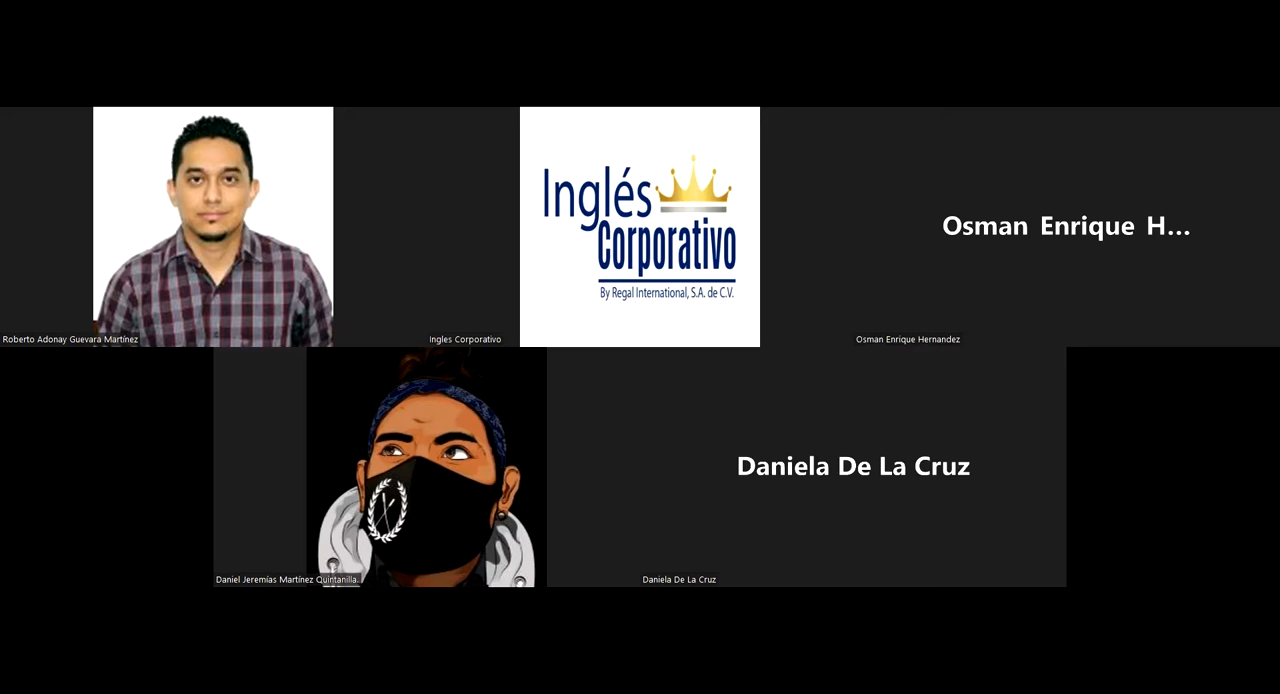 Inglés
Corporativo
By Regal International, S.A. de C.V.
Osman Enrique H...
Roberto Adonay Guevara Martínez
Ingles Corporativo
Osman Enrique Hernandez
Daniela De La Cruz
Daniel Jeremías Martínez Quintanilla.
Daniela De La Cruz